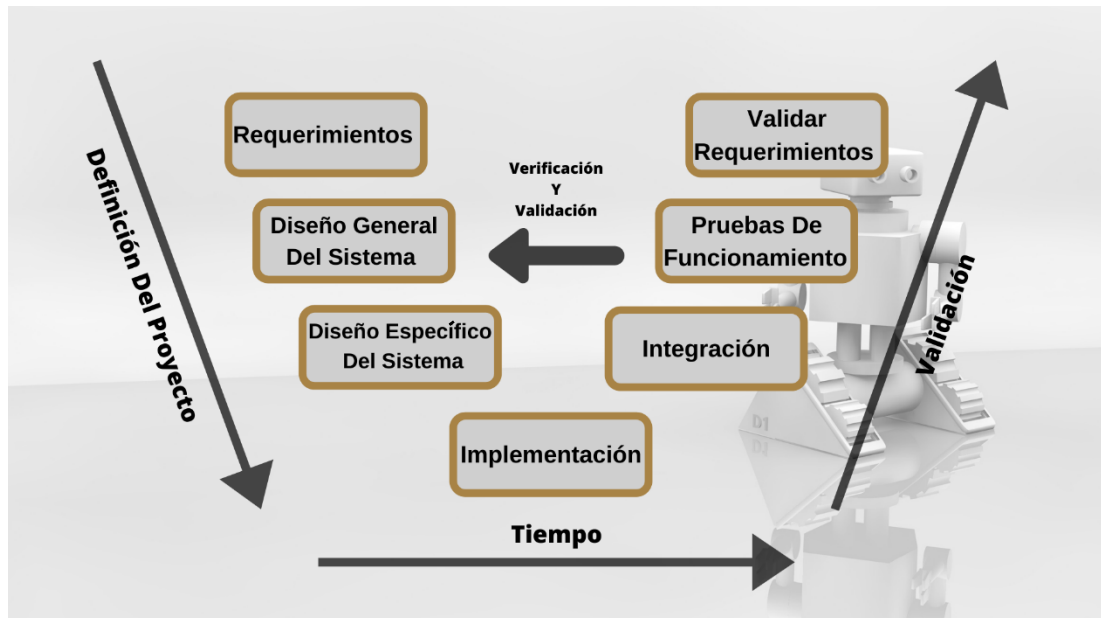 Requerimientos
Validar
Requerimientos
Verificación
Y
Validación
Definición Del Proyecto
Diseño General
Del Sistema
Pruebas De
Funcionamiento
Validación
Diseño Específico
Del Sistema
Integración
D1
Implementación
Tiempo